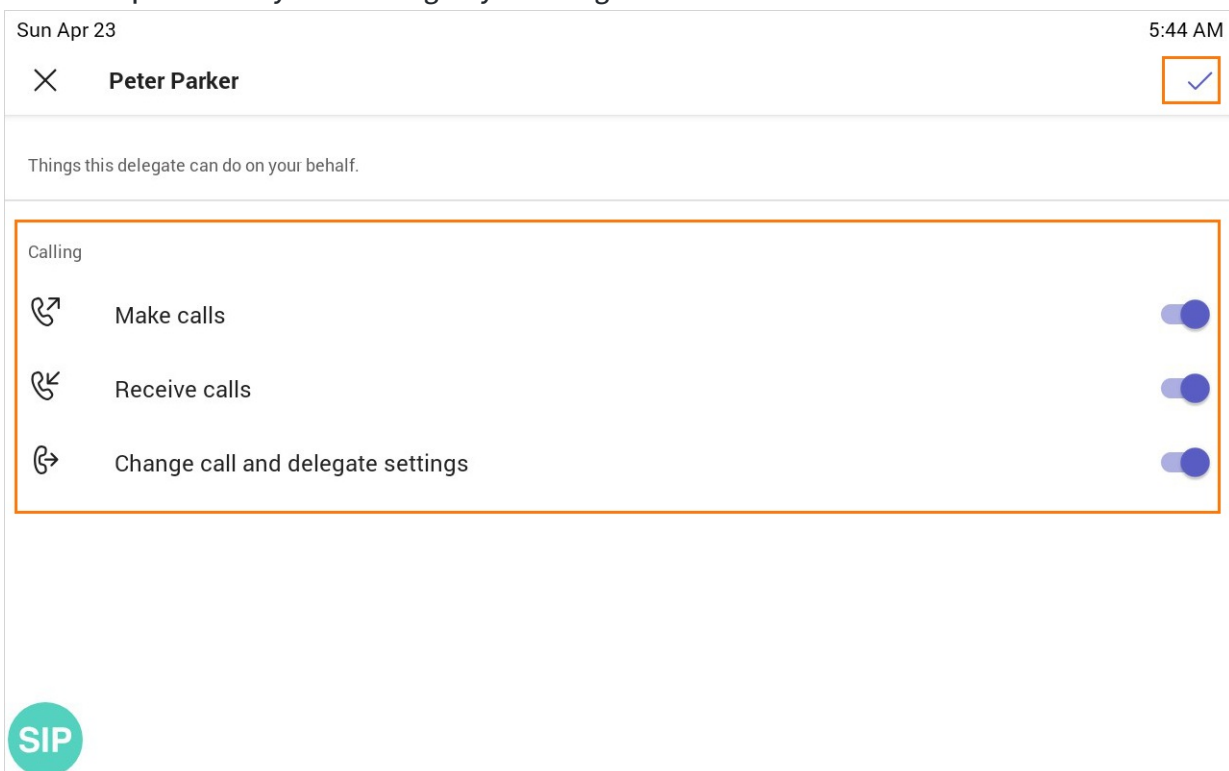 Sun Apr 23 5:44 AM
Peter Parker
Things this delegate can do on your behalf.
Calling
Make calls
Receive calls
Change call and delegate settings
SIP